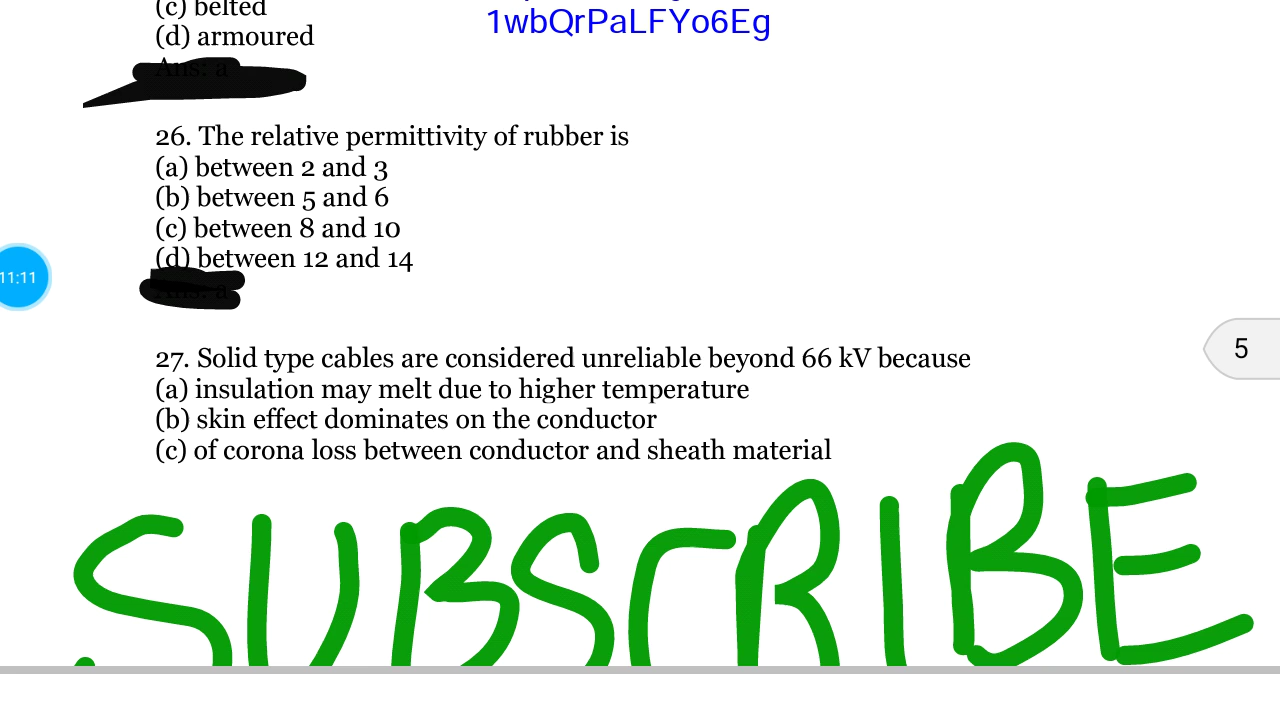 (c) belted
1wbQrPaLFYo6Eg
(d) armoured
Ans: a
26. The relative permittivity of rubber is
(a) between 2 and 3
(b) between 5 and 6
(c) between 8 and 10
(d) between 12 and 14
Ans: a
11:11
27. Solid type cables are considered unreliable beyond 66 kV because
5
(a) insulation may melt due to higher temperature
(b) skin effect dominates on the conductor
(c) of corona loss between conductor and sheath material
SUBSCRIBE